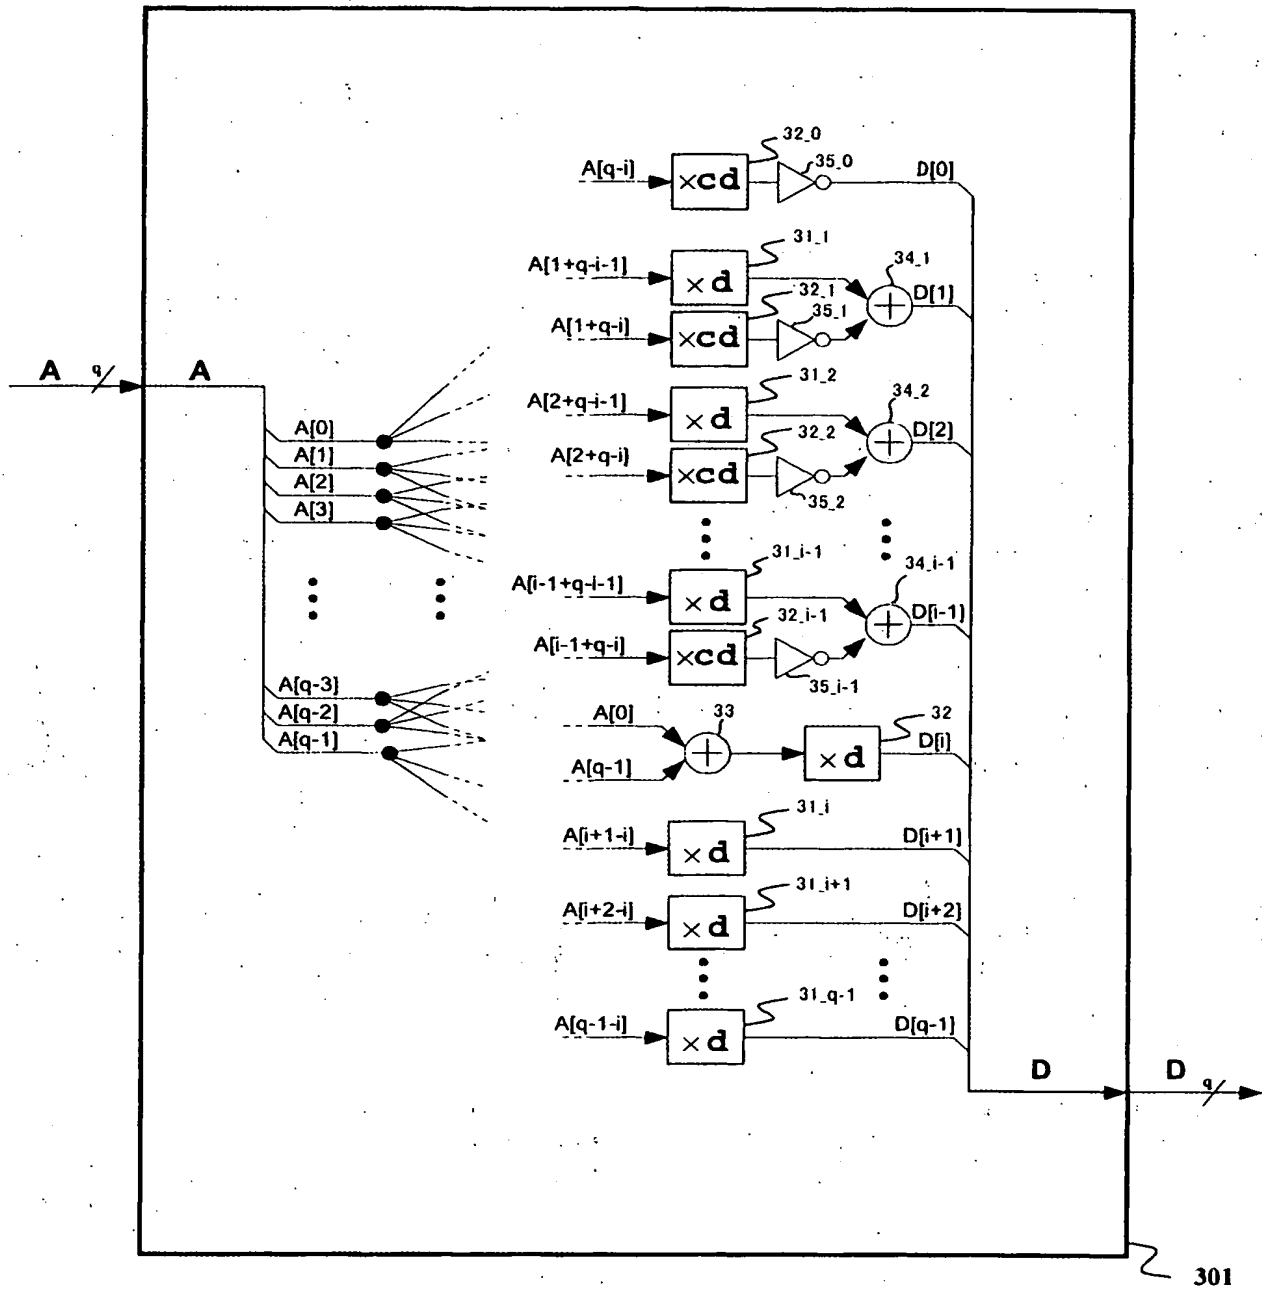 32_0
A[q-i]
×cd
35_0
D[0]
31_1
A[1+q-i-1]
× d
34_1
D[1]
32_1
A[1+q-i]
×cd
35_1
A q
A
31_2
A[2+q-i-1]
× d
34_2
D[2]
32_2
A[2+q-i]
×cd
35_2
A[0]
A[1]
A[2]
A[3]
31_i-1
A[i-1+q-i-1]
× d
34_i-1
D[i-1]
32_i-1
A[i-1+q-i]
×cd
35_i-1
A[q-3]
A[q-2]
A[q-1]
A[0]
33
32
A[q-1]
+
× d
D[i]
31_i
A[i+1-i]
× d
D[i+1]
31_i+1
A[i+2-i]
× d
D[i+2]
31_q-1
A[q-1-i]
× d
D[q-1]
D
D q
301